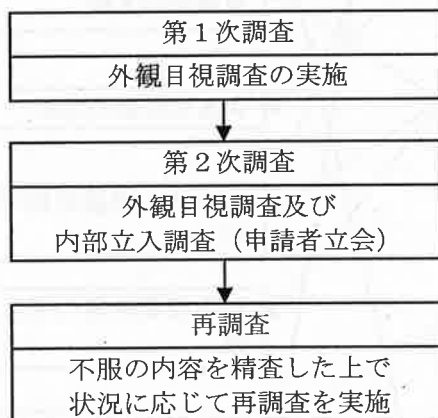 第１次調査
外観目視調査の実施
第２次調査
外観目視調査及び
内部立入調査（申請者立会）
再調査
不服の内容を精査した上で
状況に応じて再調査を実施